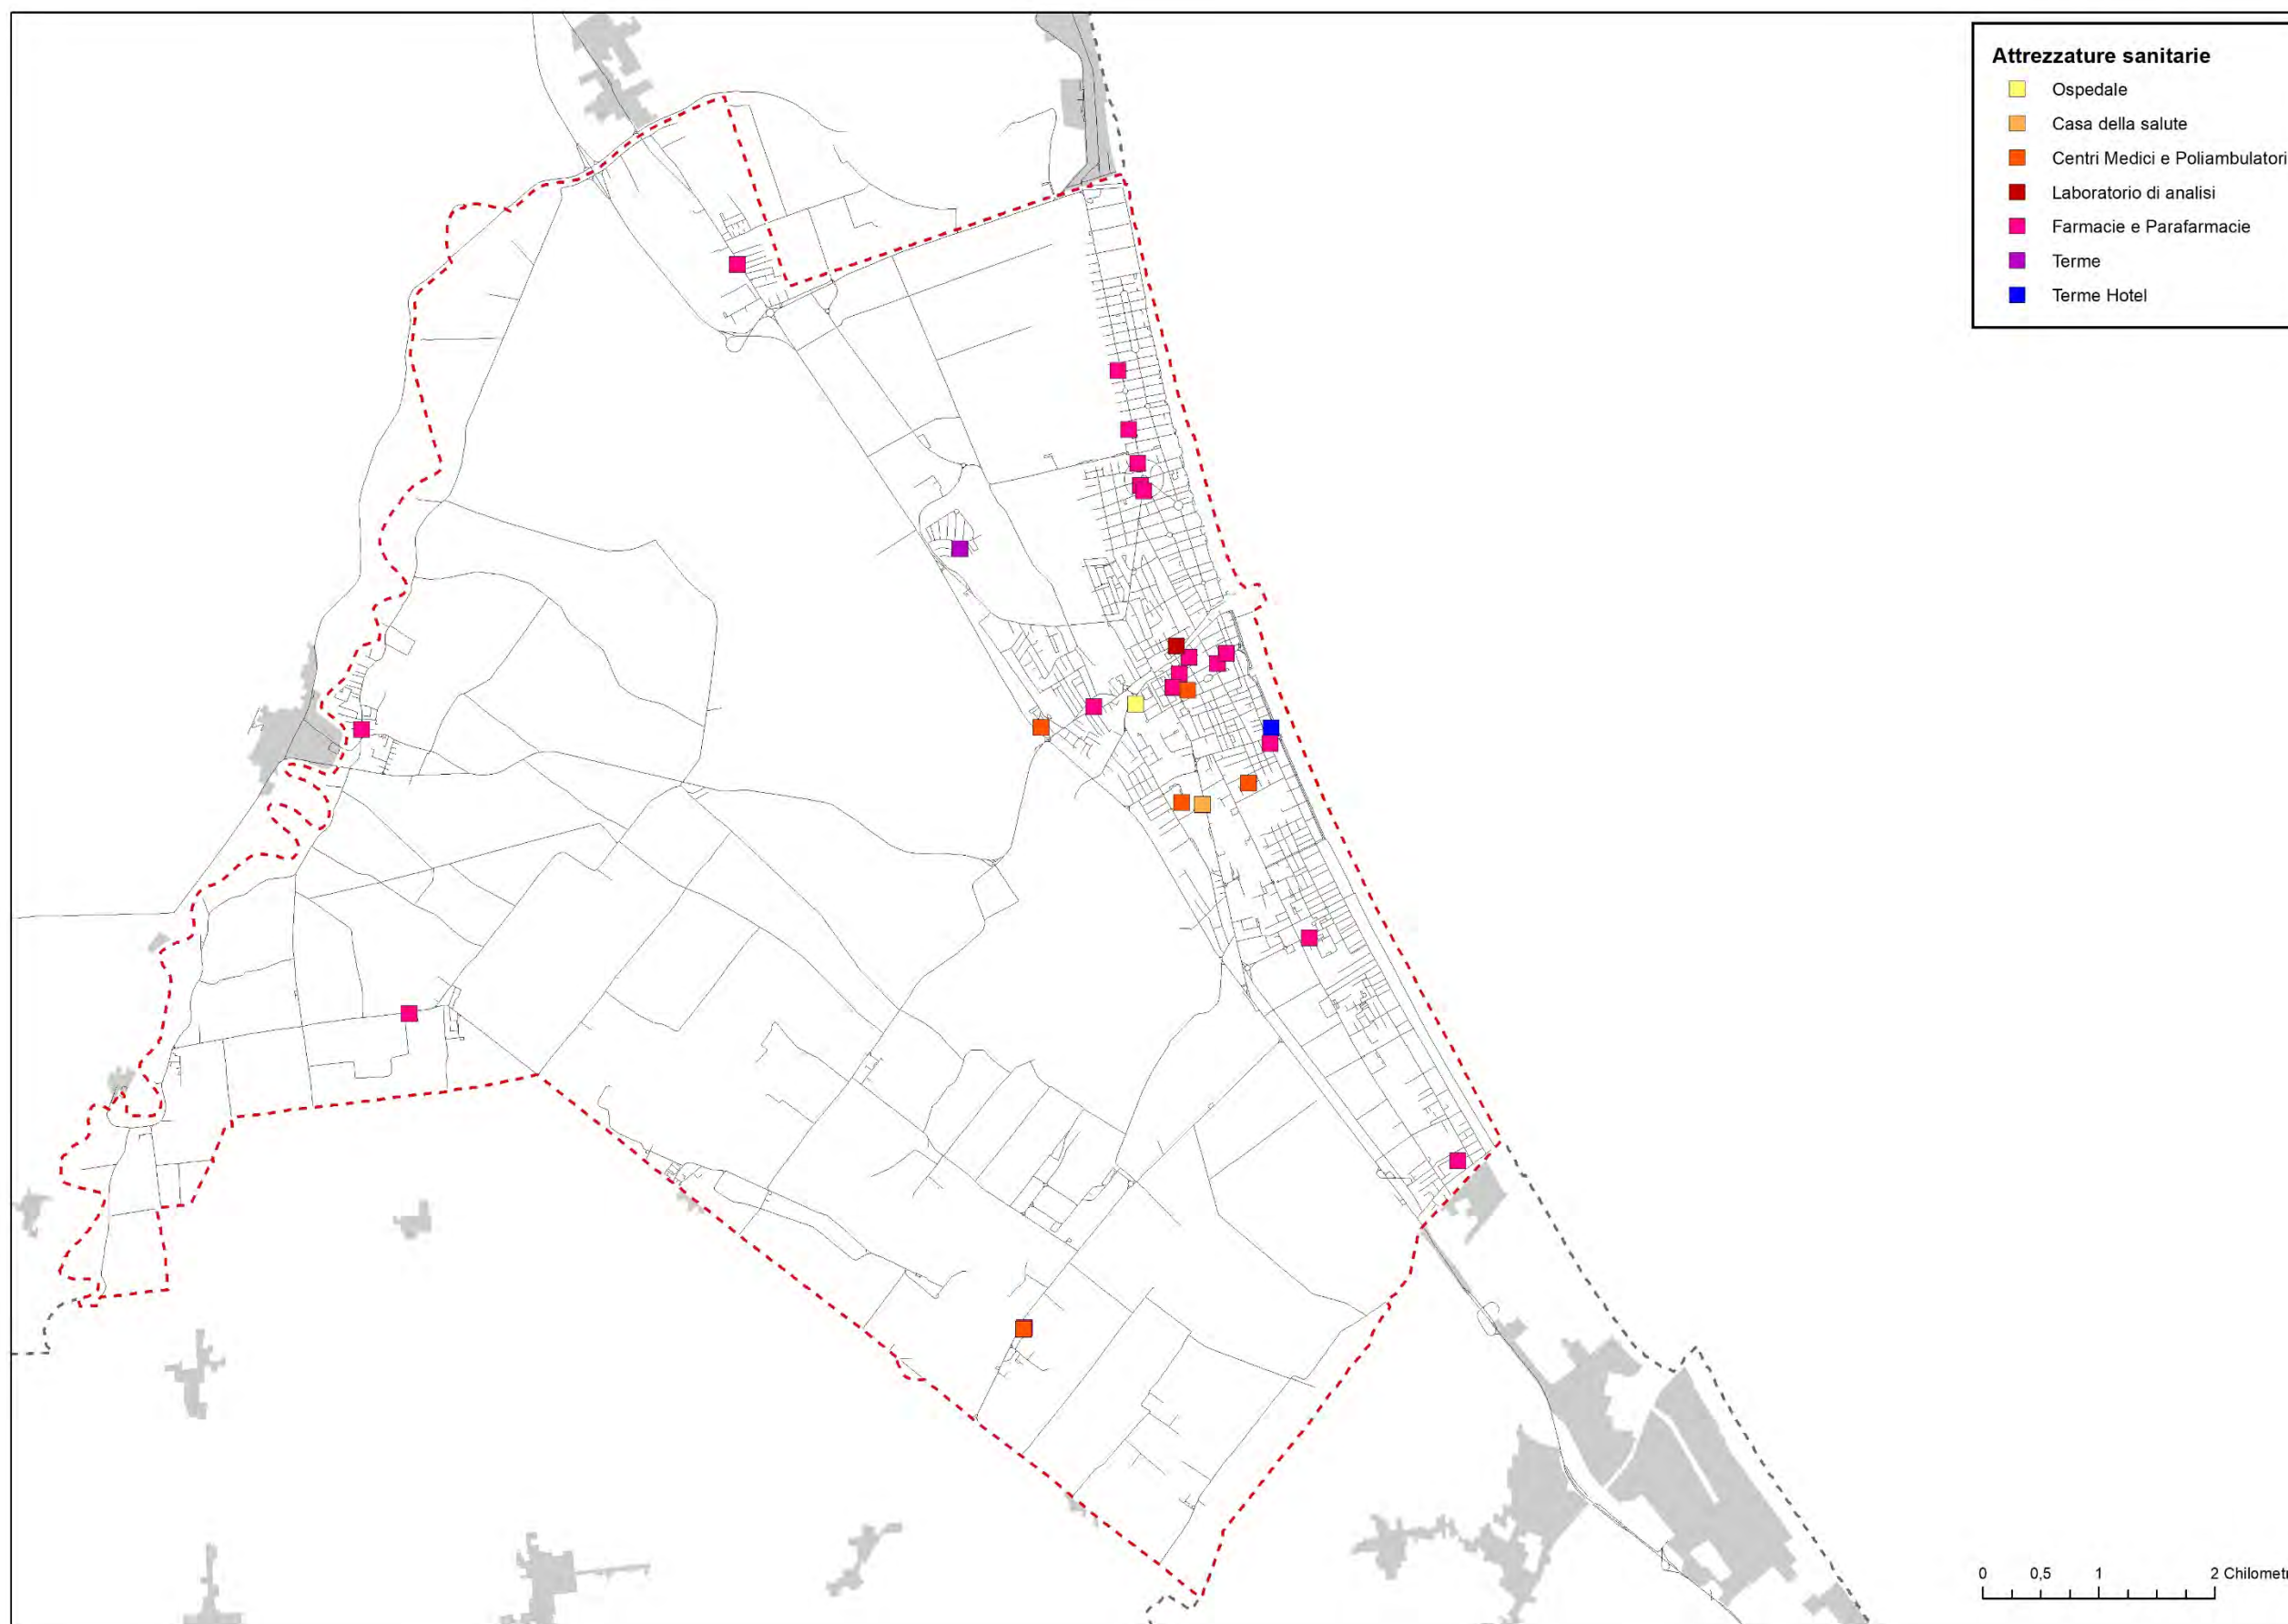 Attrezzature sanitarie
Ospedale
Casa della salute
Centri Medici e Poliambulatori
Laboratorio di analisi
Farmacie e Parafarmacie
Terme
Terme Hotel
0 0,5 1 2 Chilometri